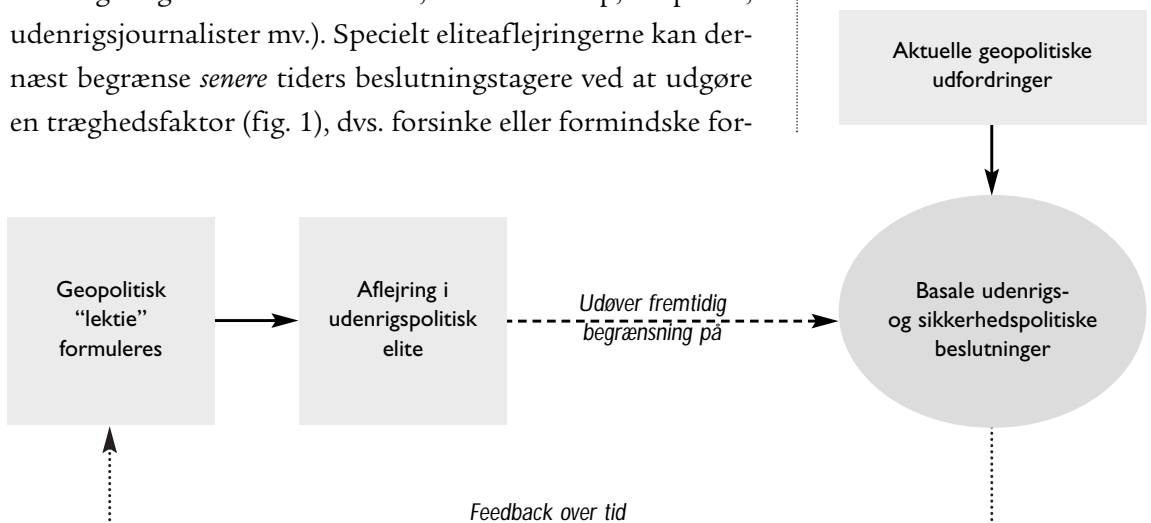 udenrigsjournalister mv.). Specielt eliteaflejringerne kan der-
næst begrænse senere tiders beslutningstagere ved at udgøre
en træghedsfaktor (fig. 1), dvs. forsinke eller formindske for-
Aktuelle geopolitiske
udfordringer
Geopolitisk
“lektie”
formuleres
Aflejring i
udenrigspolitisk
elite
Udøver fremtidig
begrænsning på
Basale udenrigs-
og sikkerhedspolitiske
beslutninger
Feedback over tid